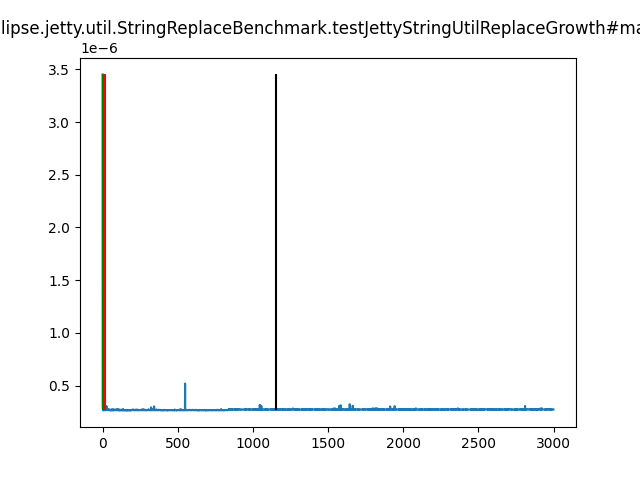 lipse.jetty.util.StringReplaceBenchmark.testJettyStringUtilReplaceGrowth#ma
1e−6
3.5
3.0
2.5
2.0
1.5
1.0
0.5
0 500 1000 1500 2000 2500 3000